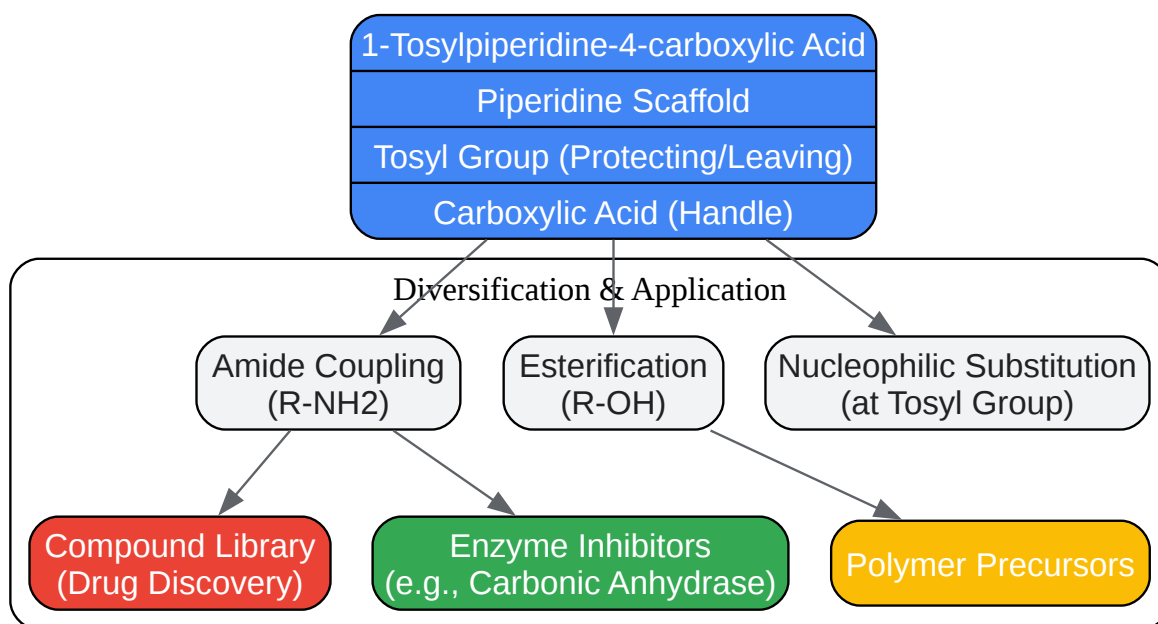 1-Tosylpiperidine-4-carboxylic Acid
Piperidine Scaffold
Tosyl Group (Protecting/Leaving)
Carboxylic Acid (Handle)
Diversification & Application
Amide Coupling
(R-NH2)
Esterification
(R-OH)
Nucleophilic Substitution
(at Tosyl Group)
Compound Library
(Drug Discovery)
Enzyme Inhibitors
(e.g., Carbonic Anhydrase)
Polymer Precursors